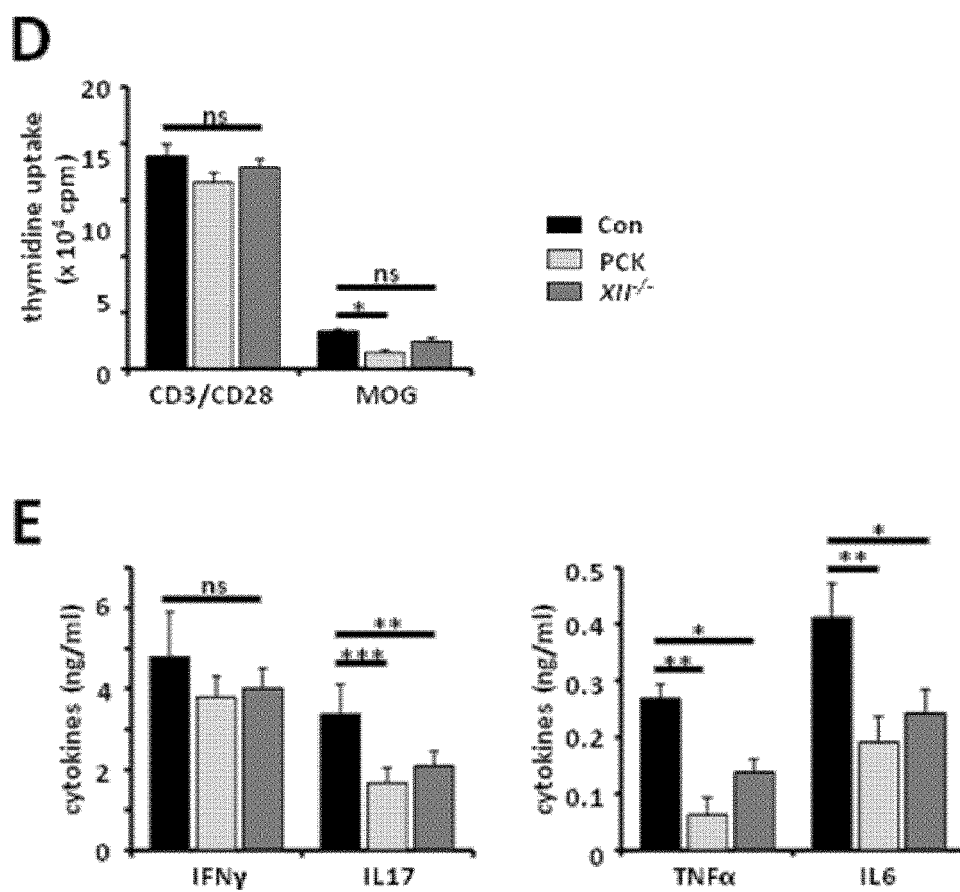 D
thymidine uptake
(x 10⁴ cpm)
20
15
10
5
0
ns
ns
*
CD3/CD28
MOG
Con
PCK
XII-/-
E
cytokines (ng/ml)
6
4
2
0
ns
**
***
IFNγ
IL17
cytokines (ng/ml)
0.5
0.4
0.3
0.2
0.1
0
*
**
*
**
TNFα
IL6